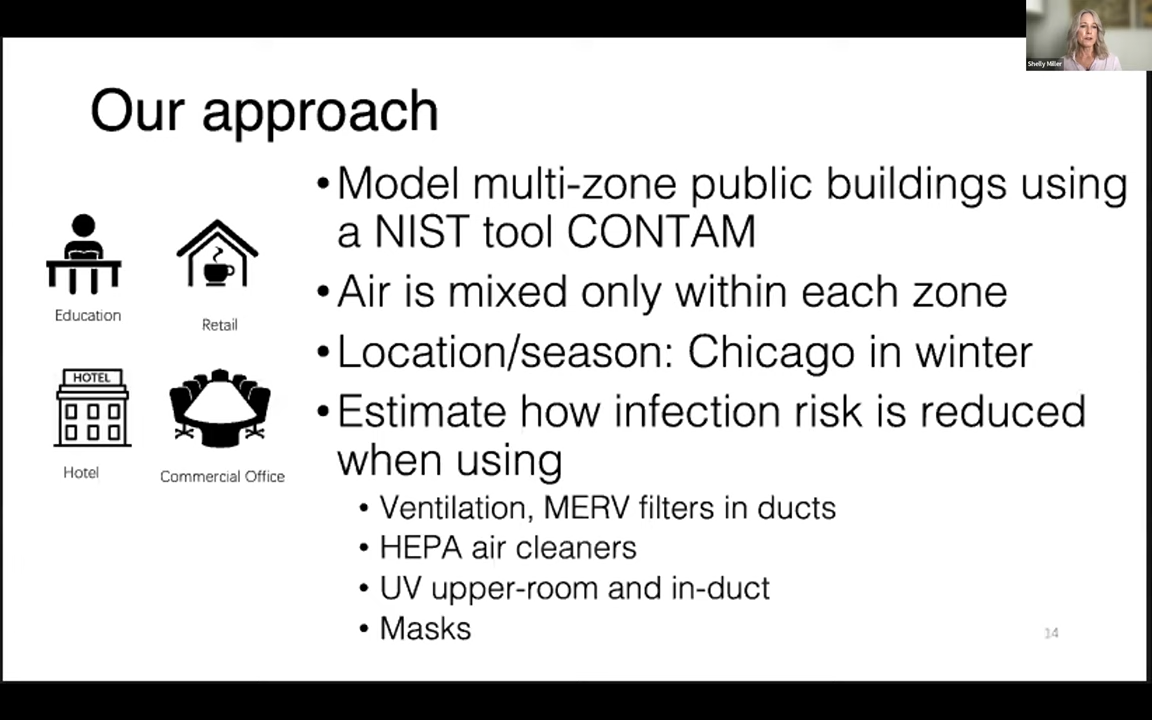 Shelly Miller
Our approach
• Model multi-zone public buildings using
a NIST tool CONTAM
• Air is mixed only within each zone
• Location/season: Chicago in winter
• Estimate how infection risk is reduced
when using
• Ventilation, MERV filters in ducts
• HEPA air cleaners
• UV upper-room and in-duct
• Masks
Education
Retail
HOTEL
Hotel
Commercial Office
14